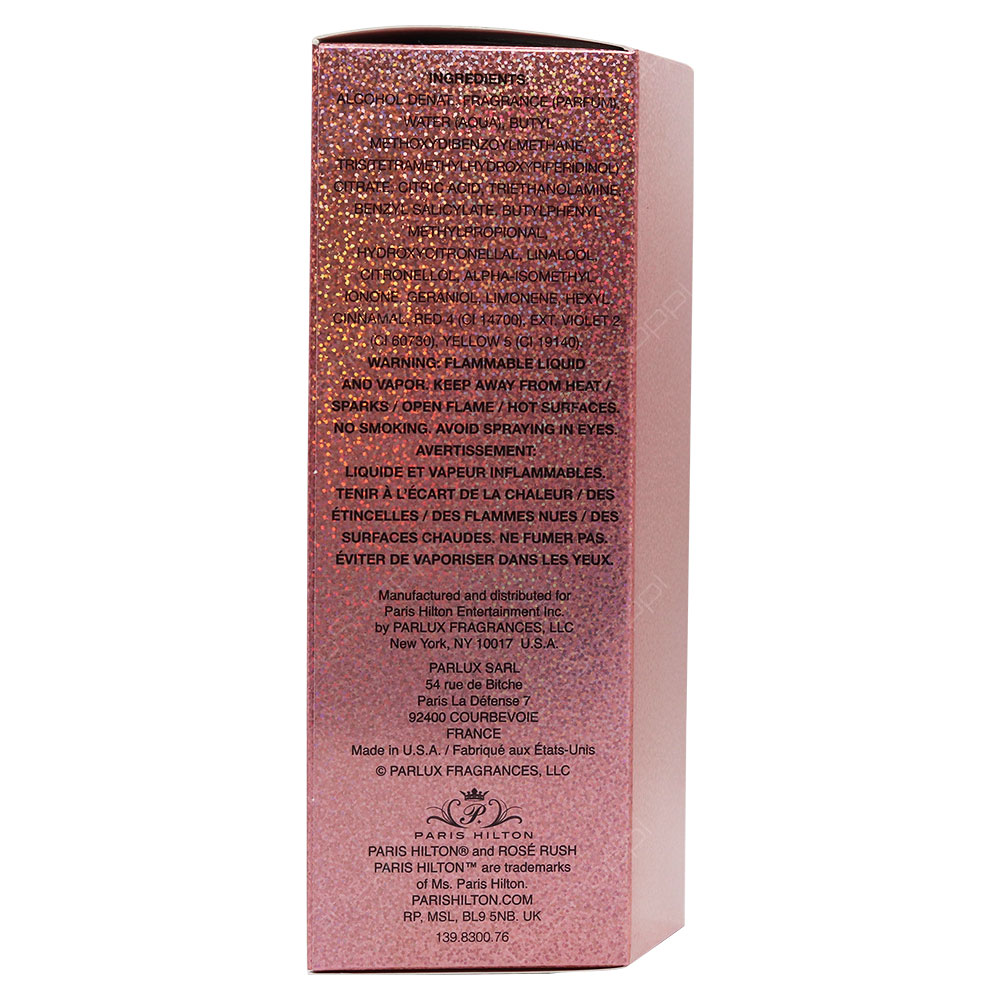 INGREDIENTS:
ALCOHOL DENAT., FRAGRANCE (PARFUM),
WATER (AQUA), BUTYL
METHOXYDIBENZOYLMETHANE,
TRIS(TETRAMETHYLHYDROXYPIPERIDINOL)
CITRATE, CITRIC ACID, TRIETHANOLAMINE,
BENZYL SALICYLATE, BUTYLPHENYL
METHYLPROPIONAL,
HYDROXYCITRONELLAL, LINALOOL,
CITRONELLOL, ALPHA-ISOMETHYL
IONONE, GERANIOL, LIMONENE, HEXYL
CINNAMAL, RED 4 (CI 14700), EXT. VIOLET 2
(CI 60730), YELLOW 5 (CI 19140).
WARNING: FLAMMABLE LIQUID
AND VAPOR. KEEP AWAY FROM HEAT /
SPARKS / OPEN FLAME / HOT SURFACES.
NO SMOKING. AVOID SPRAYING IN EYES.
AVERTISSEMENT:
LIQUIDE ET VAPEUR INFLAMMABLES.
TENIR À L'ÉCART DE LA CHALEUR / DES
ÉTINCELLES / DES FLAMMES NUES / DES
SURFACES CHAUDES. NE FUMER PAS.
ÉVITER DE VAPORISER DANS LES YEUX.
Manufactured and distributed for
Paris Hilton Entertainment Inc.
by PARLUX FRAGRANCES, LLC
New York, NY 10017 U.S.A.
PARLUX SARL
54 rue de Bitche
Paris La Défense 7
92400 COURBEVOIE
FRANCE
Made in U.S.A. / Fabriqué aux États-Unis
© PARLUX FRAGRANCES, LLC
P.
PARIS HILTON
PARIS HILTON® and ROSÉ RUSH
PARIS HILTON™ are trademarks
of Ms. Paris Hilton.
PARISHILTON.COM
RP, MSL, BL9 5NB. UK
139.8300.76